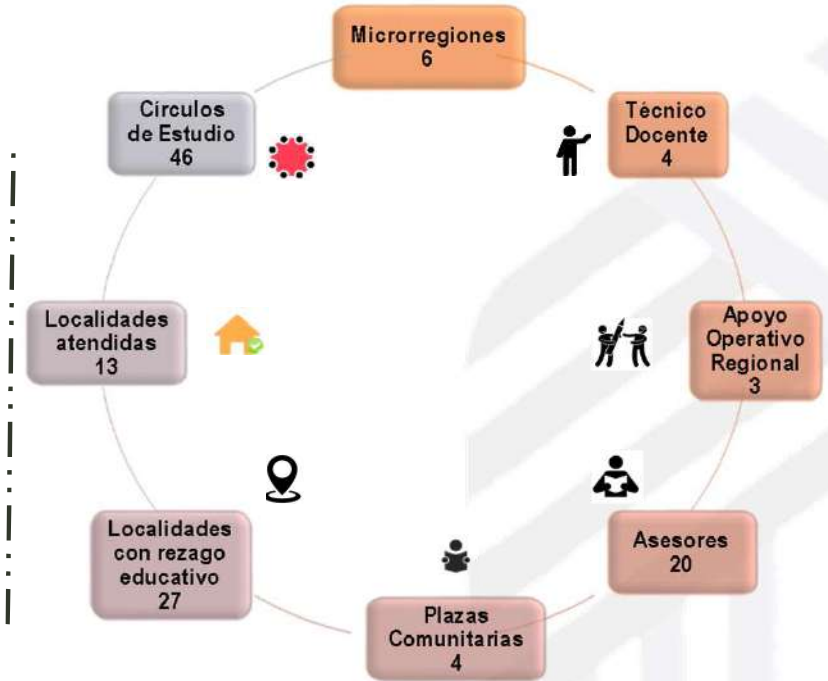 Microrregiones
6
Técnico
Docente
4
Apoyo
Operativo
Regional
3
Asesores
20
Plazas
Comunitarias
4
Localidades
con rezago
educativo
27
Localidades
atendidas
13
Círculos
de Estudio
46